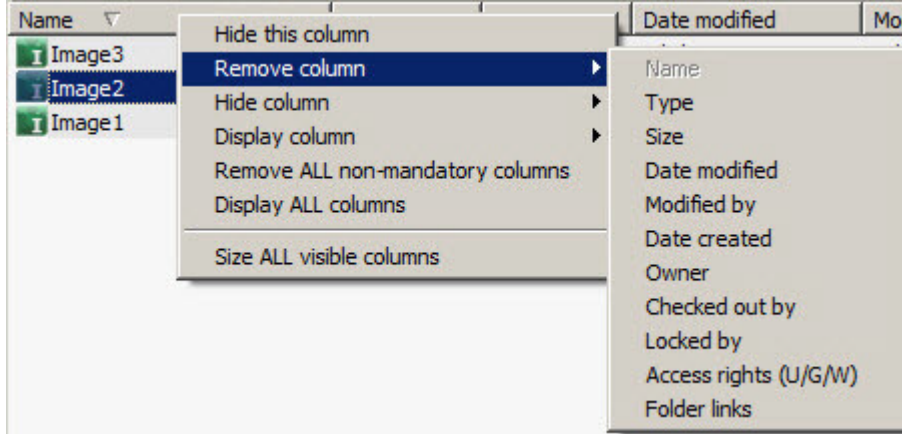 Name
Date modified
Mo
Image3
Image2
Image1
Hide this column
Remove column
Hide column
Display column
Remove ALL non-mandatory columns
Display ALL columns
Size ALL visible columns
Name
Type
Size
Date modified
Modified by
Date created
Owner
Checked out by
Locked by
Access rights (U/G/W)
Folder links